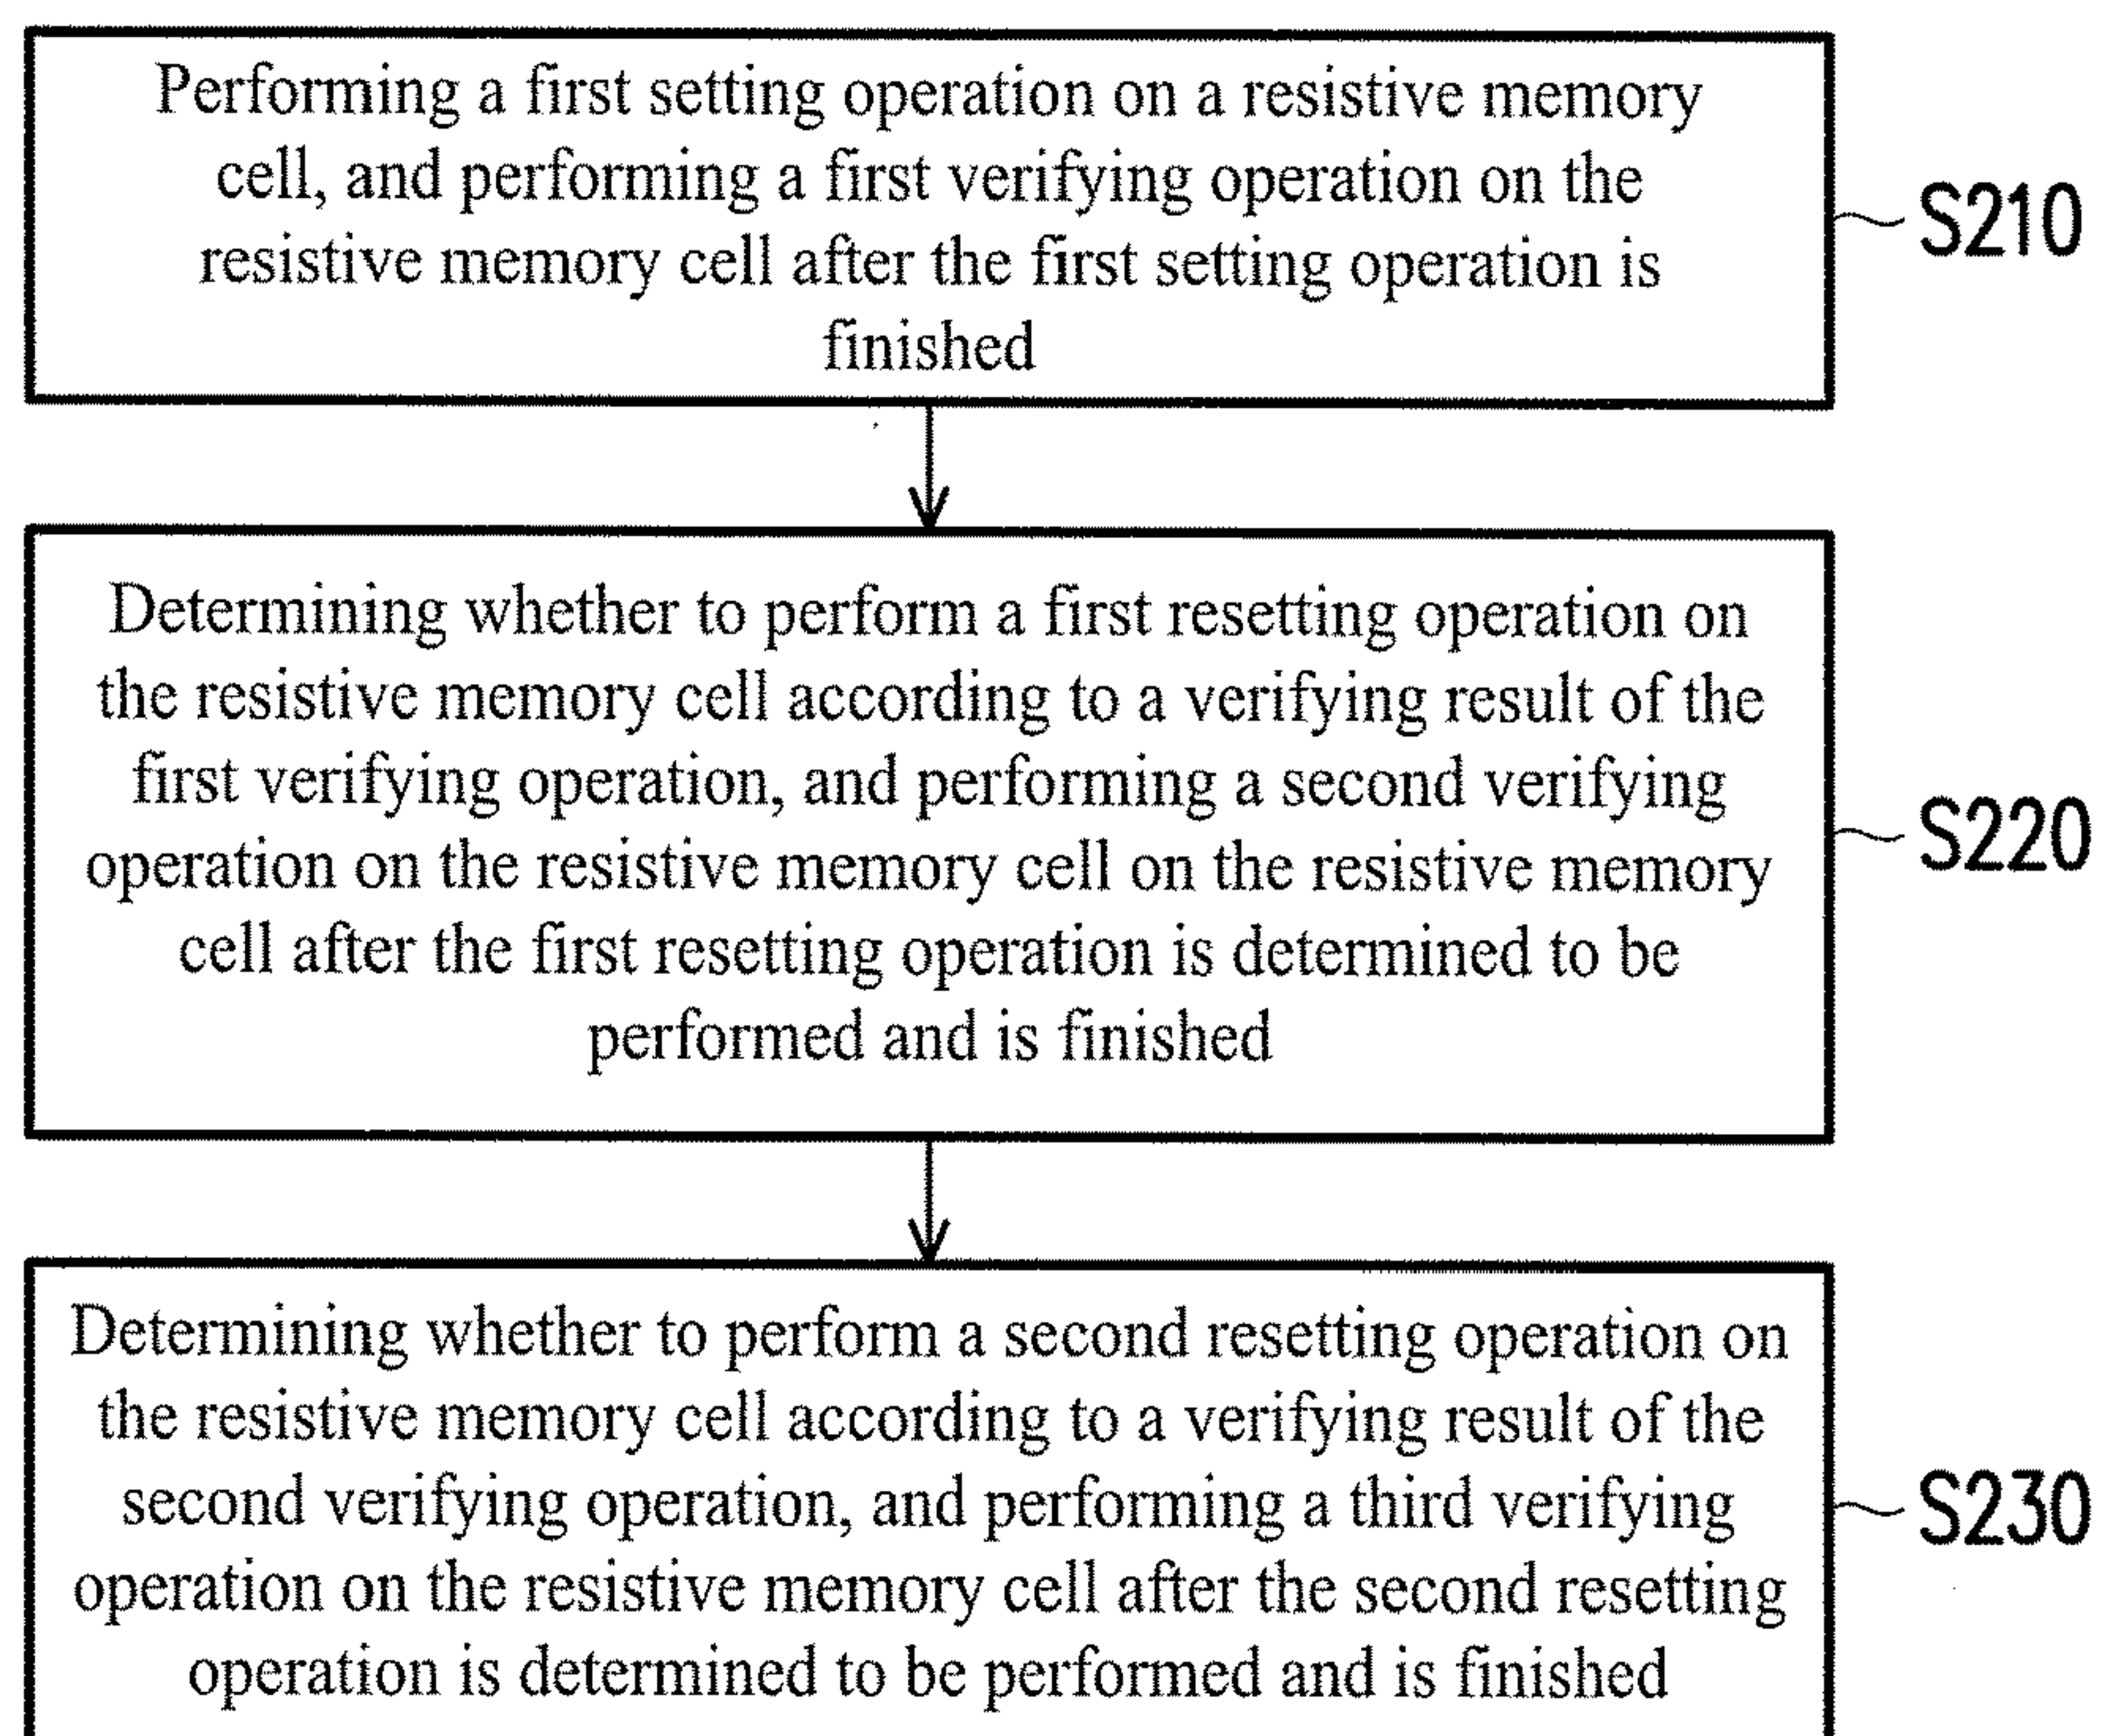 Performing a first setting operation on a resistive memory
cell, and performing a first verifying operation on the
resistive memory cell after the first setting operation is
finished
S210
Determining whether to perform a first resetting operation on
the resistive memory cell according to a verifying result of the
first verifying operation, and performing a second verifying
operation on the resistive memory cell on the resistive memory
cell after the first resetting operation is determined to be
performed and is finished
S220
Determining whether to perform a second resetting operation on
the resistive memory cell according to a verifying result of the
second verifying operation, and performing a third verifying
operation on the resistive memory cell after the second resetting
operation is determined to be performed and is finished
S230